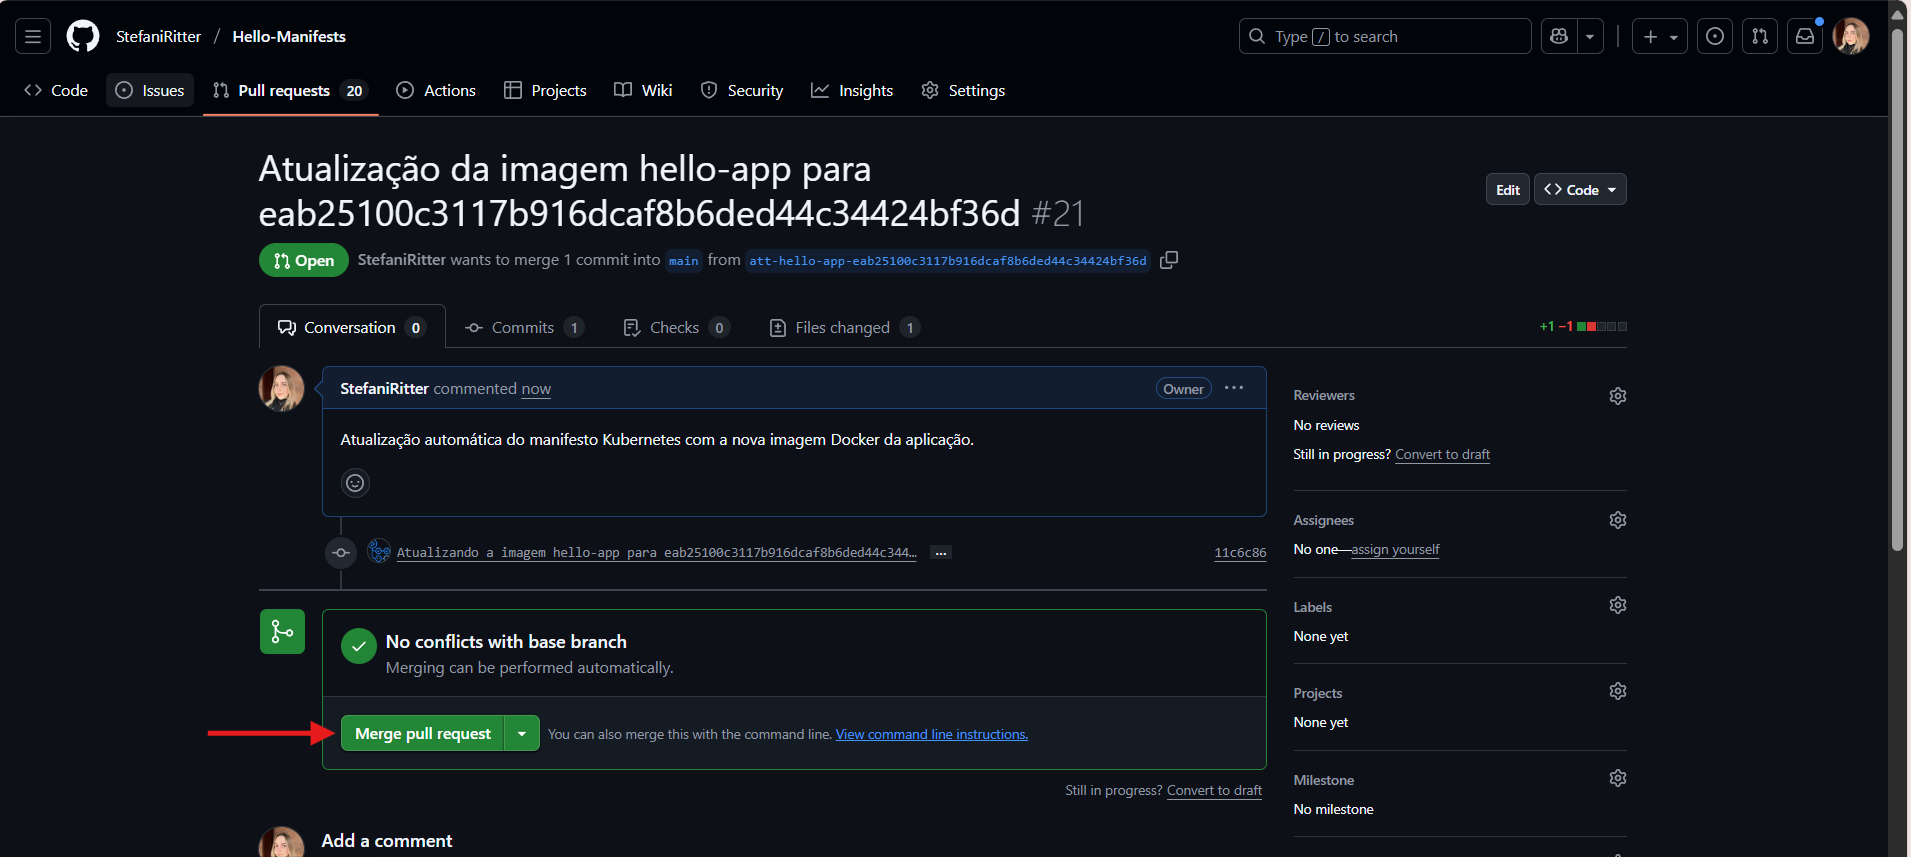 StefaniRitter / Hello-Manifests
Type / to search
Code
Issues
Pull requests 20
Actions
Projects
Wiki
Security
Insights
Settings
Atualização da imagem hello-app para
eab25100c3117b916dcaf8b6ded44c34424bf36d #21
Edit
Code
Open
StefaniRitter wants to merge 1 commit into main from att-hello-app-eab25100c3117b916dcaf8b6ded44c34424bf36d
Conversation 0
Commits 1
Checks 0
Files changed 1
+1 −1
StefaniRitter commented now
Owner
Atualização automática do manifesto Kubernetes com a nova imagem Docker da aplicação.
Atualizando a imagem hello-app para eab25100c3117b916dcaf8b6ded44c344…
11c6c86
No conflicts with base branch
Merging can be performed automatically.
Merge pull request
You can also merge this with the command line. View command line instructions.
Still in progress? Convert to draft
Add a comment
Reviewers
No reviews
Still in progress? Convert to draft
Assignees
No one—assign yourself
Labels
None yet
Projects
None yet
Milestone
No milestone